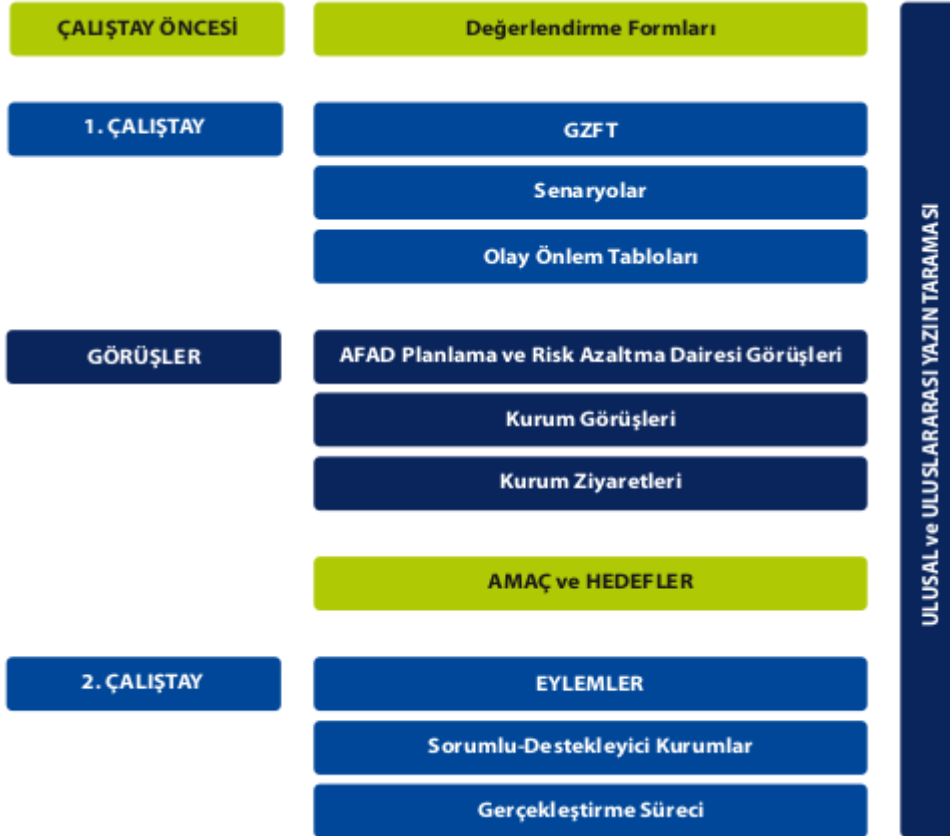 ÇALIŞTAY ÖNCESİ
Değerlendirme Formları
1. ÇALIŞTAY
GZFT
Senaryolar
Olay Önlem Tabloları
GÖRÜŞLER
AFAD Planlama ve Risk Azaltma Dairesi Görüşleri
Kurum Görüşleri
Kurum Ziyaretleri
AMAÇ ve HEDEFLER
2. ÇALIŞTAY
EYLEMLER
Sorumlu-Destekleyici Kurumlar
Gerçekleştirme Süreci
ULUSAL ve ULUSLARARASI YAZIN TARAMASI